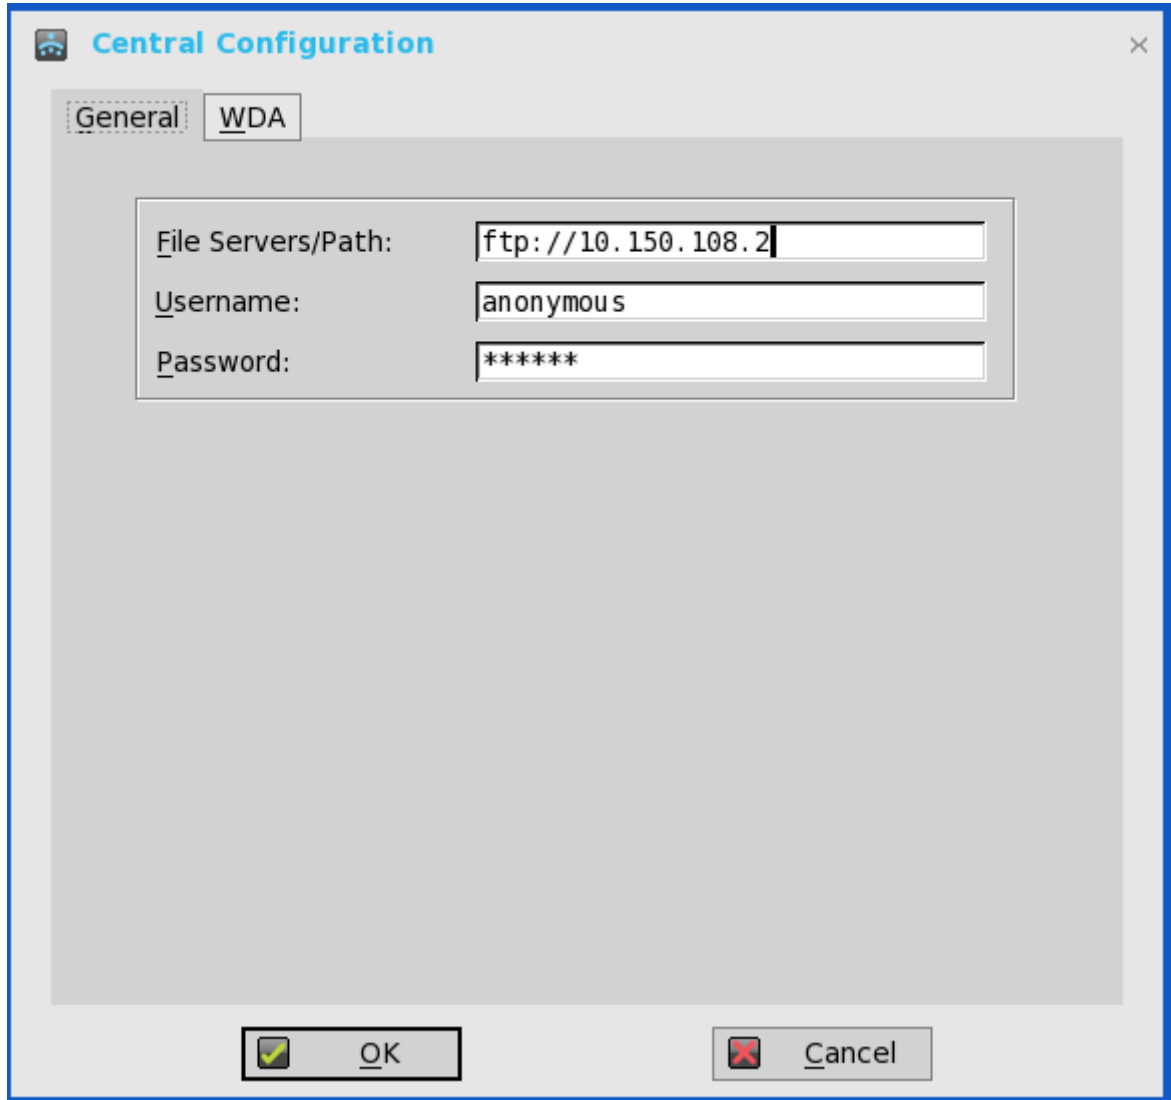 Central Configuration
General WDA
File Servers/Path: ftp://10.150.108.2
Username: anonymous
Password: ******
OK Cancel